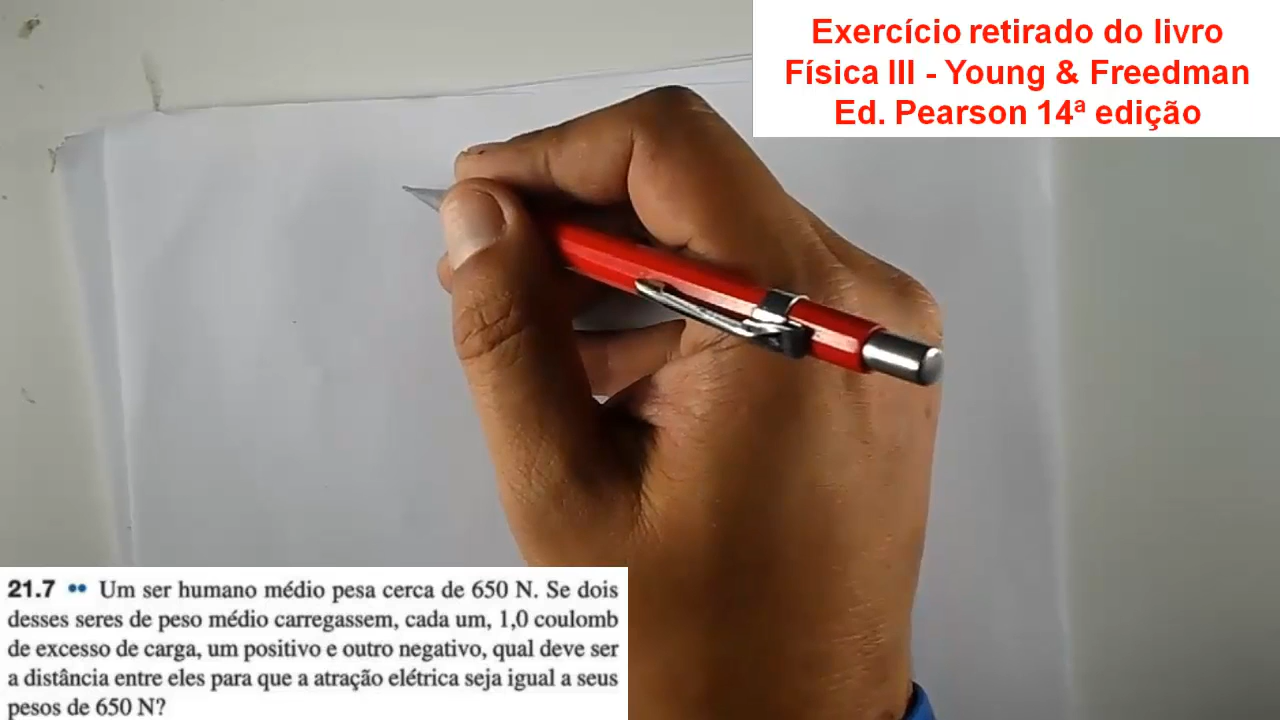 Exercício retirado do livro
Física III - Young & Freedman
Ed. Pearson 14ª edição
21.7 •• Um ser humano médio pesa cerca de 650 N. Se dois
desses seres de peso médio carregassem, cada um, 1,0 coulomb
de excesso de carga, um positivo e outro negativo, qual deve ser
a distância entre eles para que a atração elétrica seja igual a seus
pesos de 650 N?